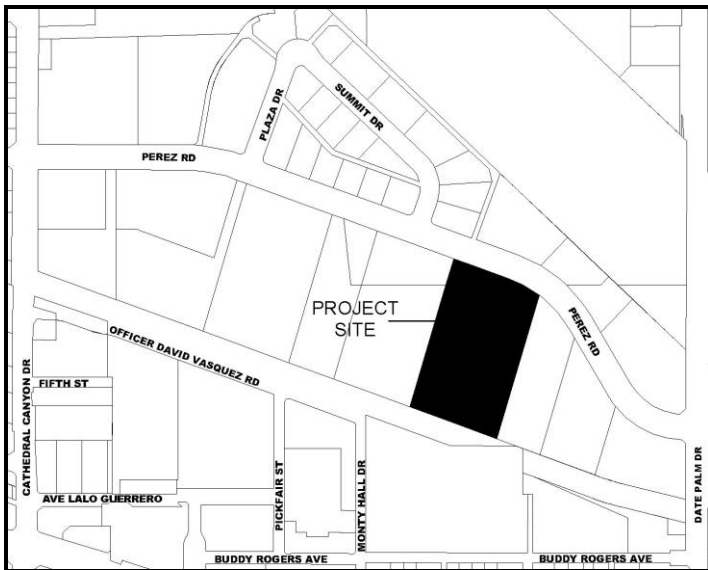 SUMMIT DR
PLAZA DR
PEREZ RD
PROJECT
SITE
PEREZ RD
OFFICER DAVID VASQUEZ RD
CATHEDRAL CANYON DR
FIFTH ST
DATE PALM DR
PICKFAIR ST
MONTY HALL DR
AVE LALO GUERRERO
BUDDY ROGERS AVE
BUDDY ROGERS AVE